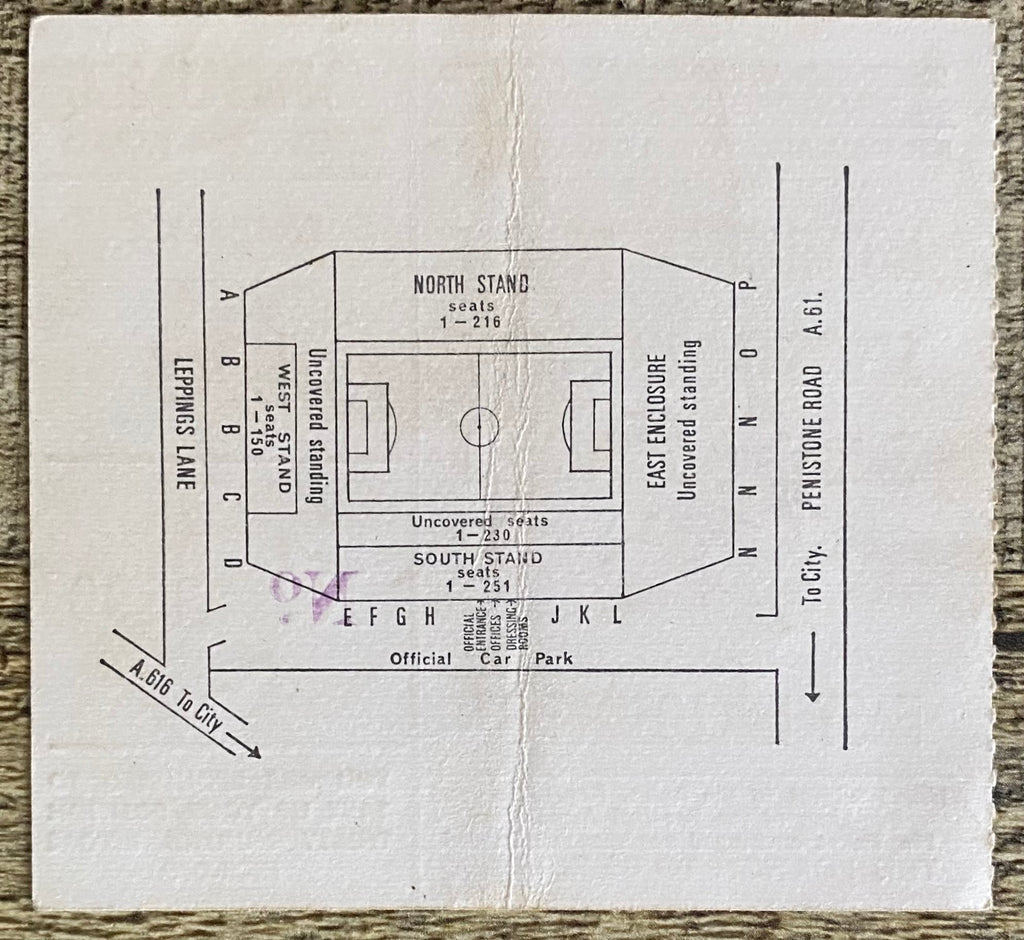 NORTH STAND
seats
1 — 216
A
B
B
C
D
LEPPINGS LANE
WEST STAND
seats
1 — 150
Uncovered standing
EAST ENCLOSURE
Uncovered standing
P
O
N
N
N
PENISTONE ROAD A.61.
To City.
Uncovered seats
1—230
SOUTH STAND
seats
1 — 251
No
E F G H
OFFICIAL
ENTRANCE
OFFICES
DRESSING
ROOMS
J K L
Official Car Park
A.616 To City